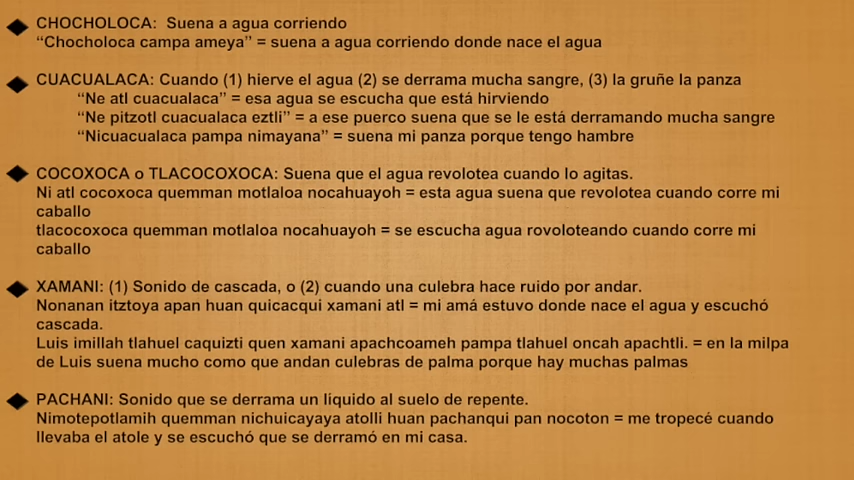 CHOCHOLOCA: Suena a agua corriendo
“Chocholoca campa ameya” = suena a agua corriendo donde nace el agua
CUACUALACA: Cuando (1) hierve el agua (2) se derrama mucha sangre, (3) la gruñe la panza
“Ne atl cuacualaca” = esa agua se escucha que está hirviendo
“Ne pitzotl cuacualaca eztli” = a ese puerco suena que se le está derramando mucha sangre
“Nicuacualaca pampa nimayana” = suena mi panza porque tengo hambre
COCOXOCA o TLACOCOXOCA: Suena que el agua revolotea cuando lo agitas.
Ni atl cocoxoca quemman motlaloa nocahuayoh = esta agua suena que revolotea cuando corre mi
caballo
tlacocoxoca quemman motlaloa nocahuayoh = se escucha agua rovoloteando cuando corre mi
caballo
XAMANI: (1) Sonido de cascada, o (2) cuando una culebra hace ruido por andar.
Nonanan itztoya apan huan quicacqui xamani atl = mi amá estuvo donde nace el agua y escuchó
cascada.
Luis imillah tlahuel caquizti quen xamani apachcoameh pampa tlahuel oncah apachtli. = en la milpa
de Luis suena mucho como que andan culebras de palma porque hay muchas palmas
PACHANI: Sonido que se derrama un líquido al suelo de repente.
Nimotepotlamih quemman nichuicayaya atolli huan pachanqui pan nocoton = me tropecé cuando
llevaba el atole y se escuchó que se derramó en mi casa.